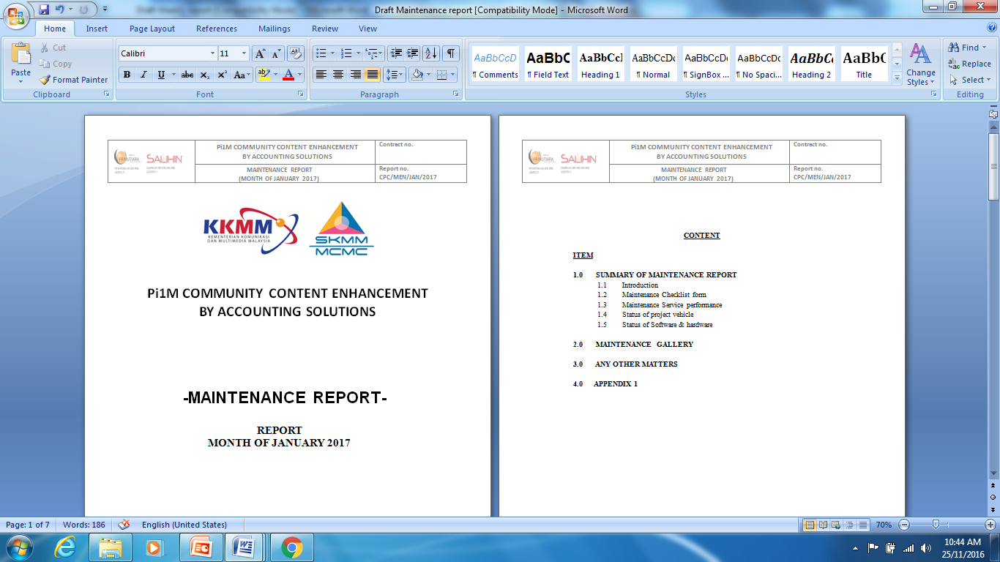 Draft Maintenance report [Compatibility Mode] - Microsoft Word
Home Insert Page Layout References Mailings Review View
Paste
Cut
Copy
Format Painter
Clipboard
Calibri 11
B I U abc x₂ x² Aa
Font
Paragraph
AaBbCcD AaBbC AaBbCcI AaBbCcDc AaBbCcDc AaBbCcDc AaBbCc AaBbC
¶ Comments ¶ Field Text Heading 1 ¶ Normal ¶ SignBox ... ¶ No Spaci... Heading 2 Title
Change
Styles
Styles
Find
Replace
Select
Editing
SALIHIN
Pi1M COMMUNITY CONTENT ENHANCEMENT
BY ACCOUNTING SOLUTIONS
Contract no.
MAINTENANCE REPORT
(MONTH OF JANUARY 2017)
Report no.
CPC/MEN/JAN/2017
KKMM
KEMENTERIAN KOMUNIKASI
DAN MULTIMEDIA MALAYSIA
SKMM
MCMC
Pi1M COMMUNITY CONTENT ENHANCEMENT
BY ACCOUNTING SOLUTIONS
-MAINTENANCE REPORT-
REPORT
MONTH OF JANUARY 2017
SALIHIN
Pi1M COMMUNITY CONTENT ENHANCEMENT
BY ACCOUNTING SOLUTIONS
Contract no.
MAINTENANCE REPORT
(MONTH OF JANUARY 2017)
Report no.
CPC/MEN/JAN/2017
CONTENT
ITEM
1.0 SUMMARY OF MAINTENANCE REPORT
1.1 Introduction
1.2 Maintenance Checklist form
1.3 Maintenance Service performance
1.4 Status of project vehicle
1.5 Status of Software & hardware
2.0 MAINTENANCE GALLERY
3.0 ANY OTHER MATTERS
4.0 APPENDIX 1
Page: 1 of 7 Words: 186 English (United States) 70%
10:44 AM
25/11/2016